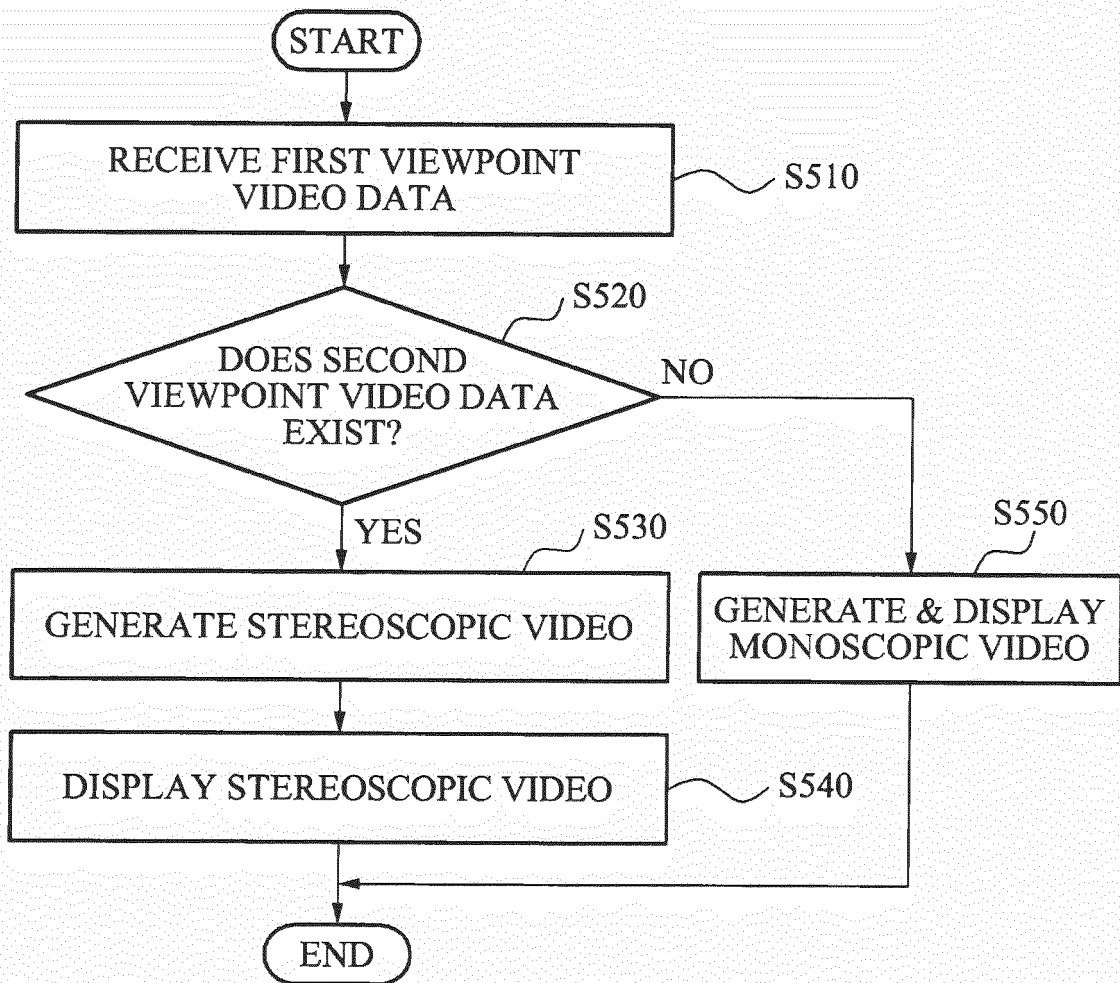 START
RECEIVE FIRST VIEWPOINT
VIDEO DATA
S510
S520
DOES SECOND
VIEWPOINT VIDEO DATA
EXIST?
NO
YES
S530
S550
GENERATE STEREOSCOPIC VIDEO
GENERATE & DISPLAY
MONOSCOPIC VIDEO
DISPLAY STEREOSCOPIC VIDEO
S540
END